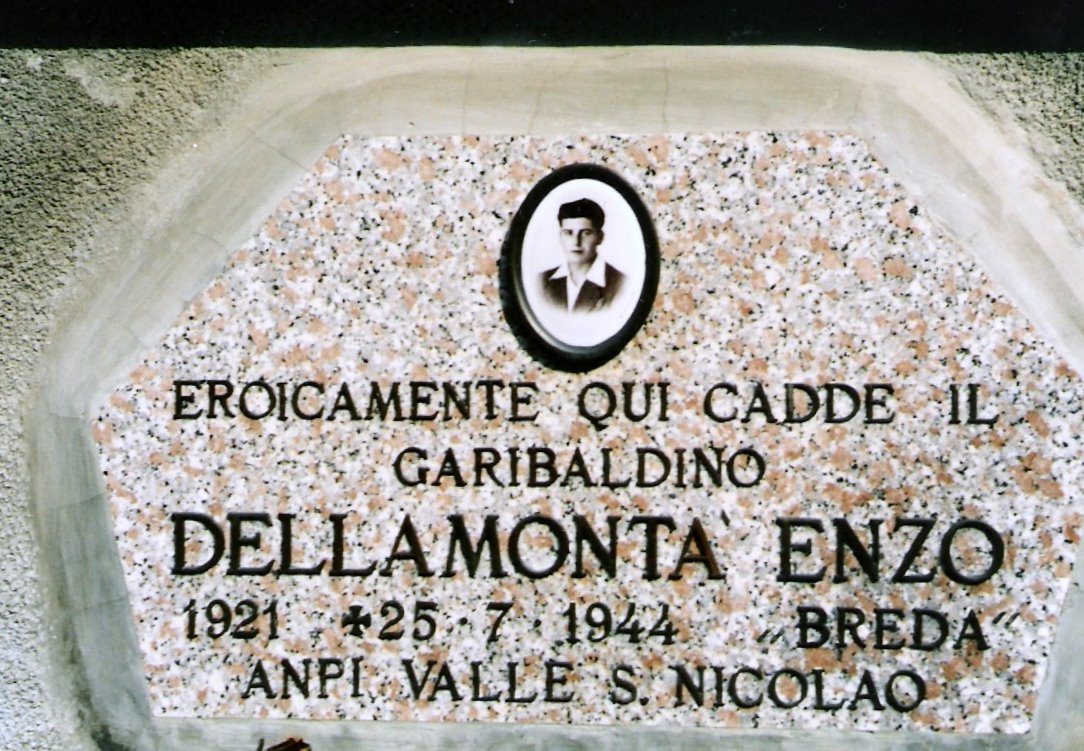 EROICAMENTE QUI CADDE IL
GARIBALDINO
DELLAMONTA' ENZO
1921 ✠25·7·1944 „BREDA“
ANPI VALLE S. NICOLAO